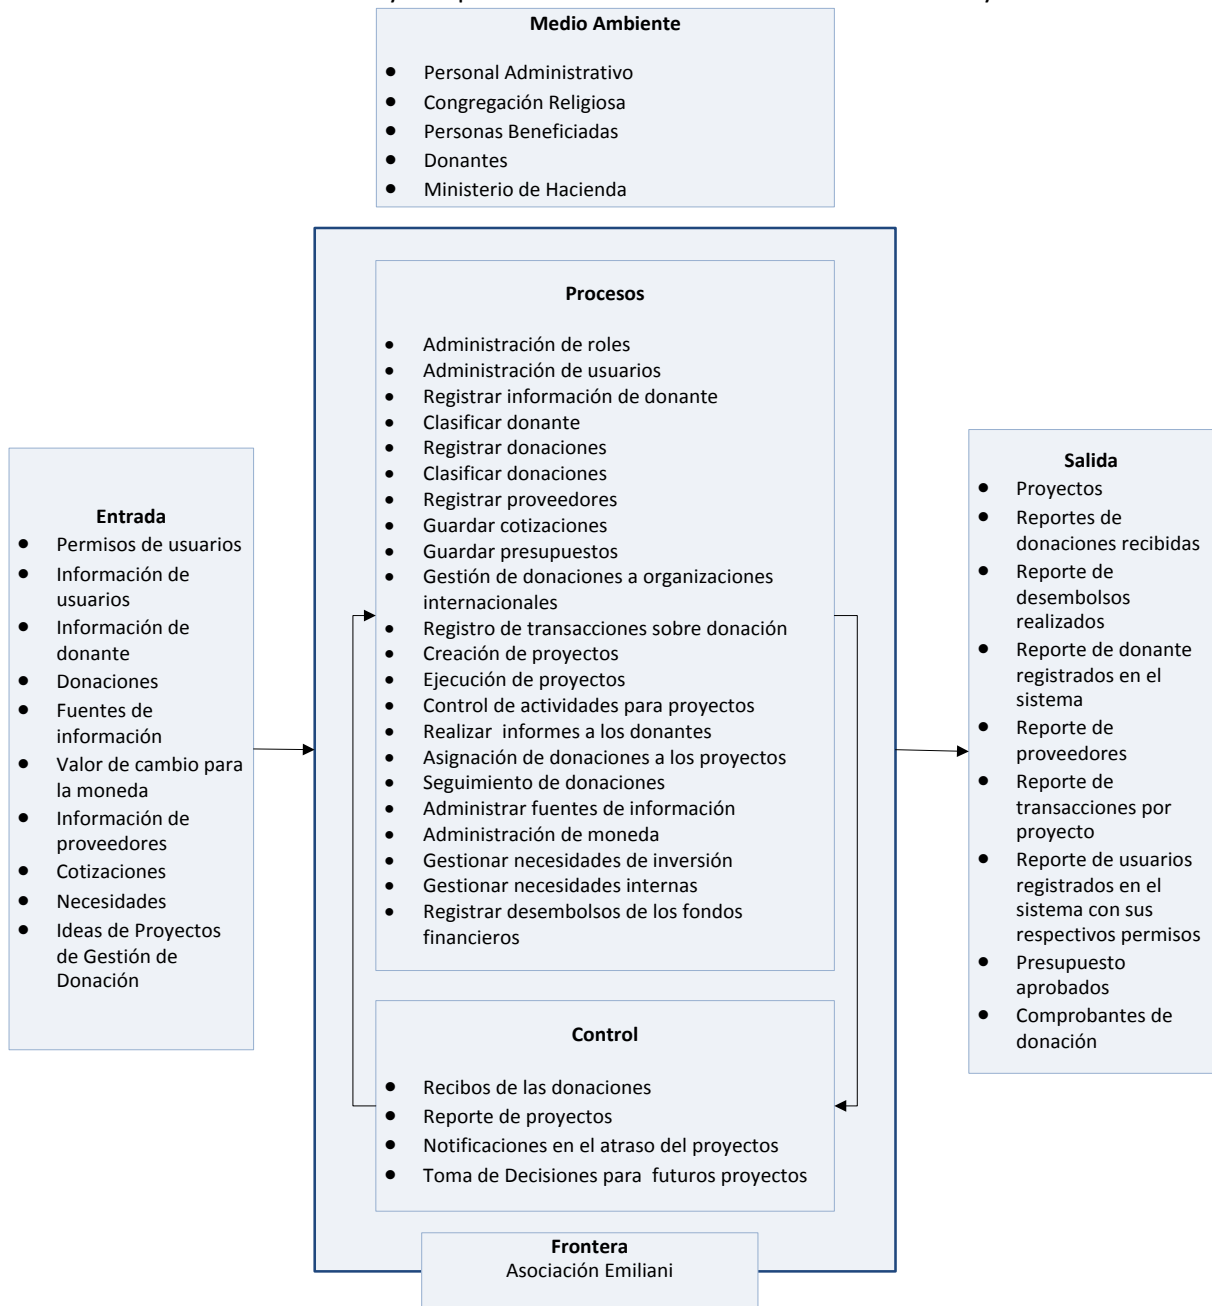 Medio Ambiente
Personal Administrativo
Congregación Religiosa
Personas Beneficiadas
Donantes
Ministerio de Hacienda
Procesos
Administración de roles
Administración de usuarios
Registrar información de donante
Clasificar donante
Registrar donaciones
Clasificar donaciones
Registrar proveedores
Guardar cotizaciones
Guardar presupuestos
Gestión de donaciones a organizaciones
internacionales
Registro de transacciones sobre donación
Creación de proyectos
Ejecución de proyectos
Control de actividades para proyectos
Realizar  informes a los donantes
Asignación de donaciones a los proyectos
Seguimiento de donaciones
Administrar fuentes de información
Administración de moneda
Gestionar necesidades de inversión
Gestionar necesidades internas
Registrar desembolsos de los fondos
financieros
Entrada
Permisos de usuarios
Información de
usuarios
Información de
donante
Donaciones
Fuentes de
información
Valor de cambio para
la moneda
Información de
proveedores
Cotizaciones
Necesidades
Ideas de Proyectos
de Gestión de
Donación
Salida
Proyectos
Reportes de
donaciones recibidas
Reporte de
desembolsos
realizados
Reporte de donante
registrados en el
sistema
Reporte de
proveedores
Reporte de
transacciones por
proyecto
Reporte de usuarios
registrados en el
sistema con sus
respectivos permisos
Presupuesto
aprobados
Comprobantes de
donación
Control
Recibos de las donaciones
Reporte de proyectos
Notificaciones en el atraso del proyectos
Toma de Decisiones para  futuros proyectos
Frontera
Asociación Emiliani